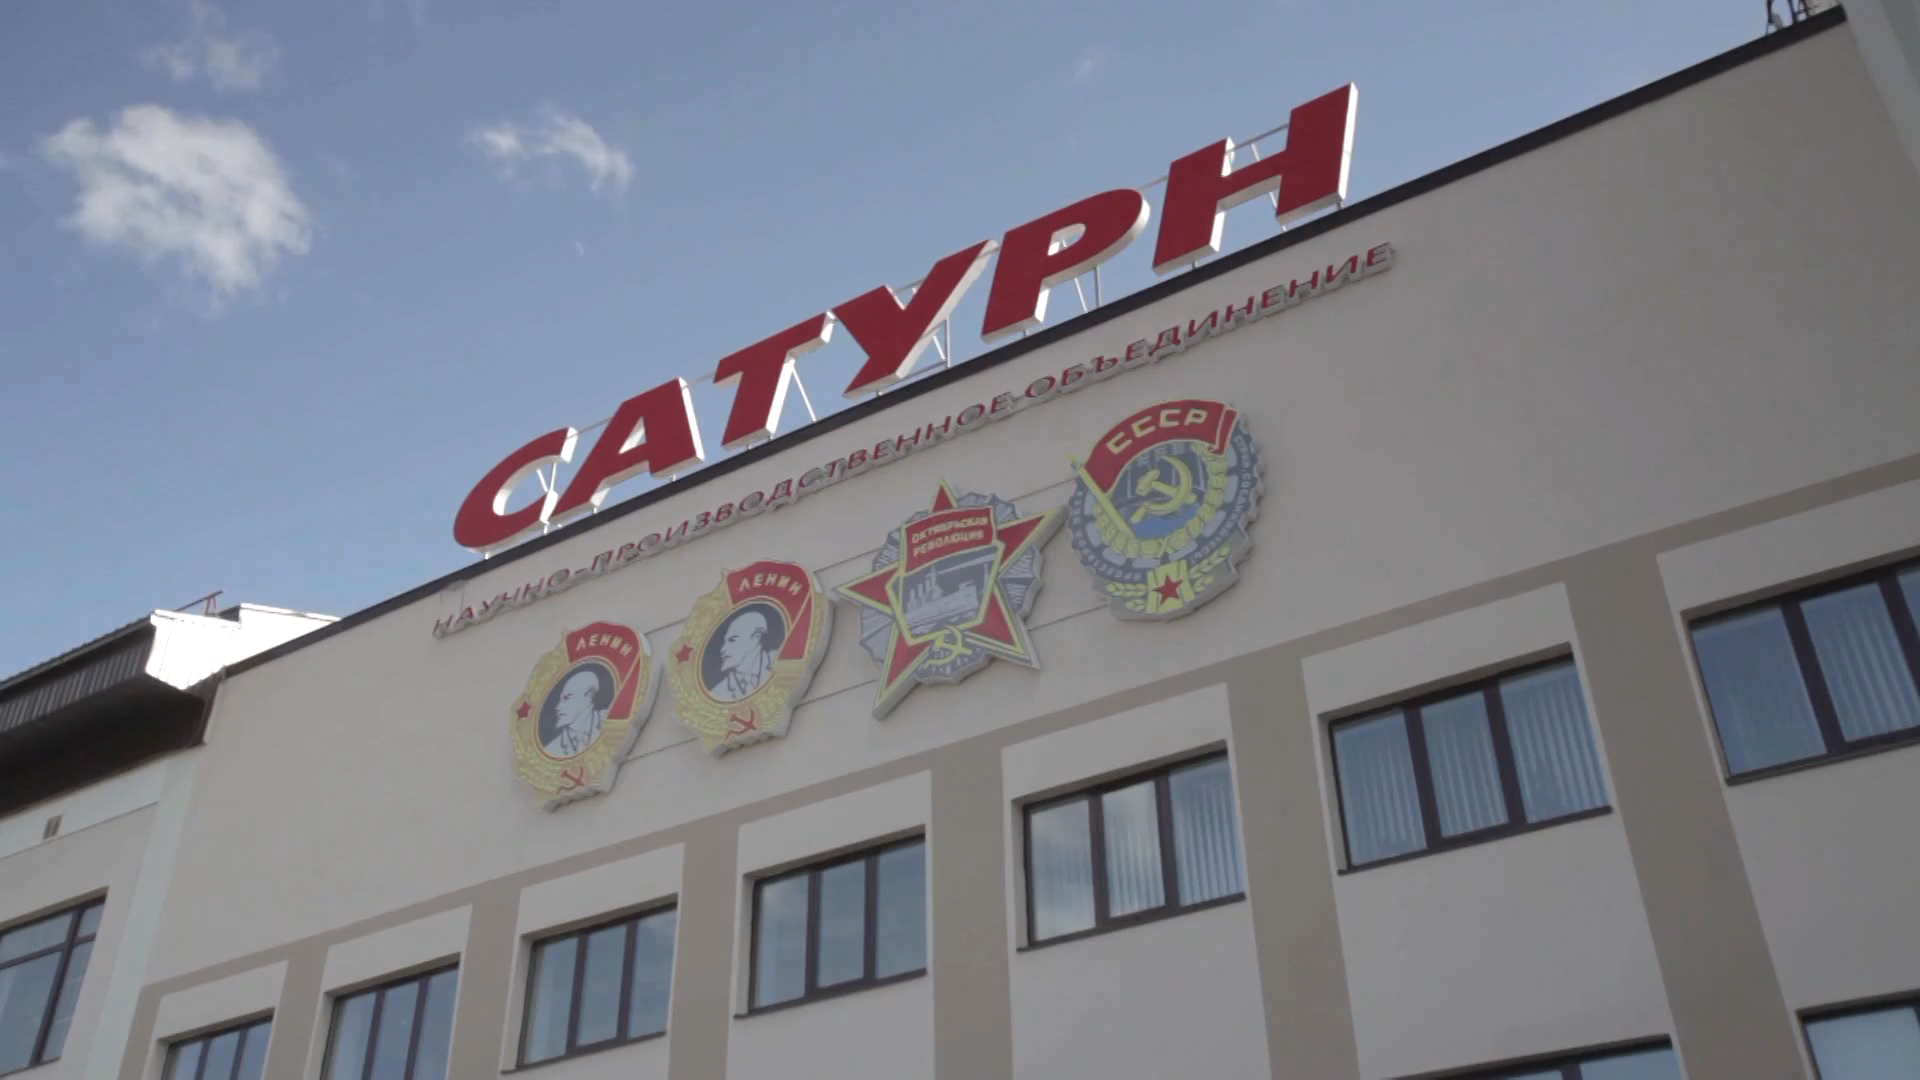 САТУРН
НАУЧНО-ПРОИЗВОДСТВЕННОЕ ОБЪЕДИНЕНИЕ
ЛЕНИН
ЛЕНИН
ОКТЯБРЬСКАЯ
РЕВОЛЮЦИЯ
СССР